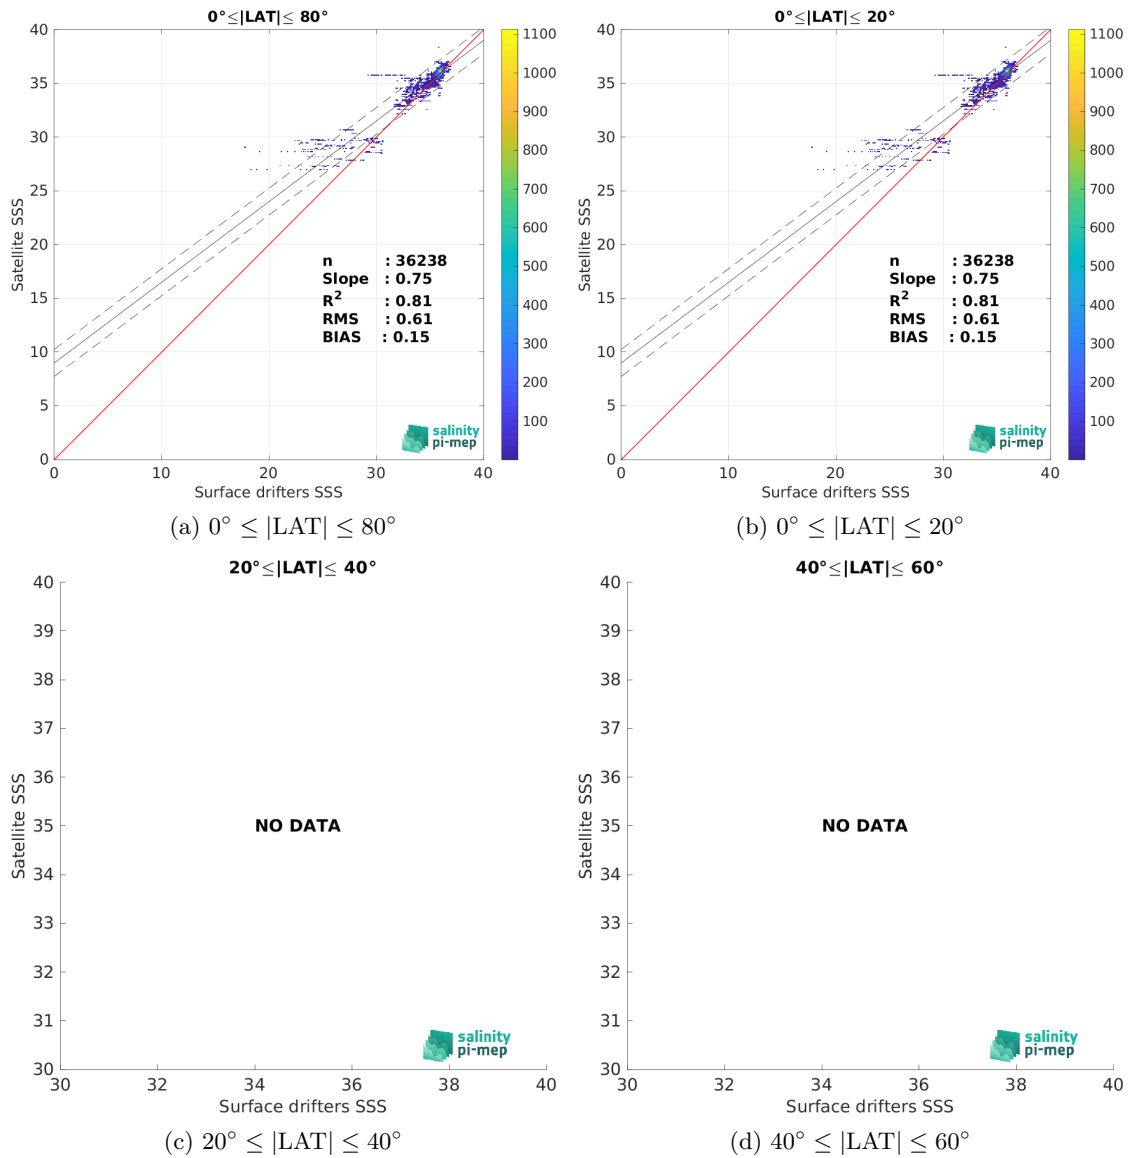 0°≤|LAT|≤ 80°
40
35
30
25
20
15
10
5
0
Satellite SSS
n : 36238
Slope : 0.75
R² : 0.81
RMS : 0.61
BIAS : 0.15
salinity
pi-mep
0 10 20 30 40
Surface drifters SSS
1100
1000
900
800
700
600
500
400
300
200
100
(a) 0° ≤ |LAT| ≤ 80°
0°≤|LAT|≤ 20°
40
35
30
25
20
15
10
5
0
Satellite SSS
n : 36238
Slope : 0.75
R² : 0.81
RMS : 0.61
BIAS : 0.15
salinity
pi-mep
0 10 20 30 40
Surface drifters SSS
1100
1000
900
800
700
600
500
400
300
200
100
(b) 0° ≤ |LAT| ≤ 20°
20°≤|LAT|≤ 40°
40
39
38
37
36
35
34
33
32
31
30
Satellite SSS
NO DATA
salinity
pi-mep
30 32 34 36 38 40
Surface drifters SSS
(c) 20° ≤ |LAT| ≤ 40°
40°≤|LAT|≤ 60°
40
39
38
37
36
35
34
33
32
31
30
Satellite SSS
NO DATA
salinity
pi-mep
30 32 34 36 38 40
Surface drifters SSS
(d) 40° ≤ |LAT| ≤ 60°